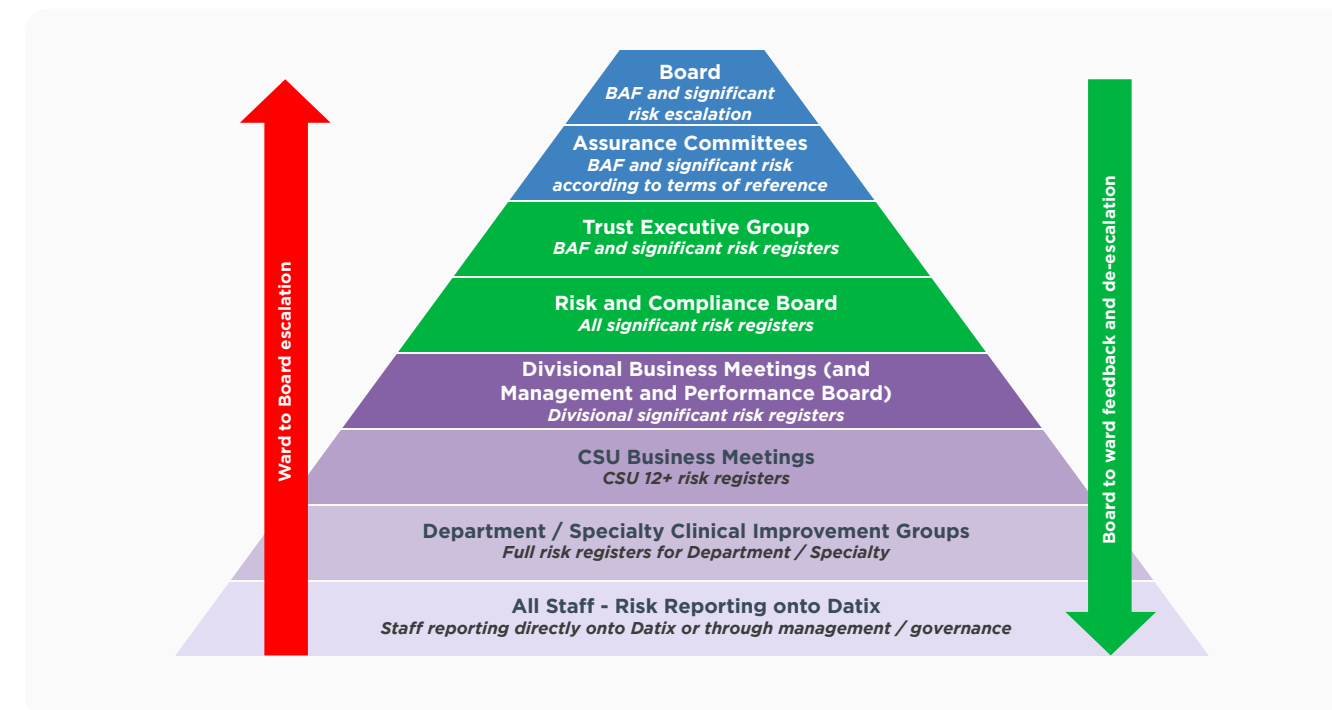 Board
BAF and significant
risk escalation
Assurance Committees
BAF and significant risk
according to terms of reference
Trust Executive Group
BAF and significant risk registers
Risk and Compliance Board
All significant risk registers
Divisional Business Meetings (and
Management and Performance Board)
Divisional significant risk registers
CSU Business Meetings
CSU 12+ risk registers
Department / Specialty Clinical Improvement Groups
Full risk registers for Department / Specialty
All Staff - Risk Reporting onto Datix
Staff reporting directly onto Datix or through management / governance
Ward to Board escalation
Board to ward feedback and de-escalation